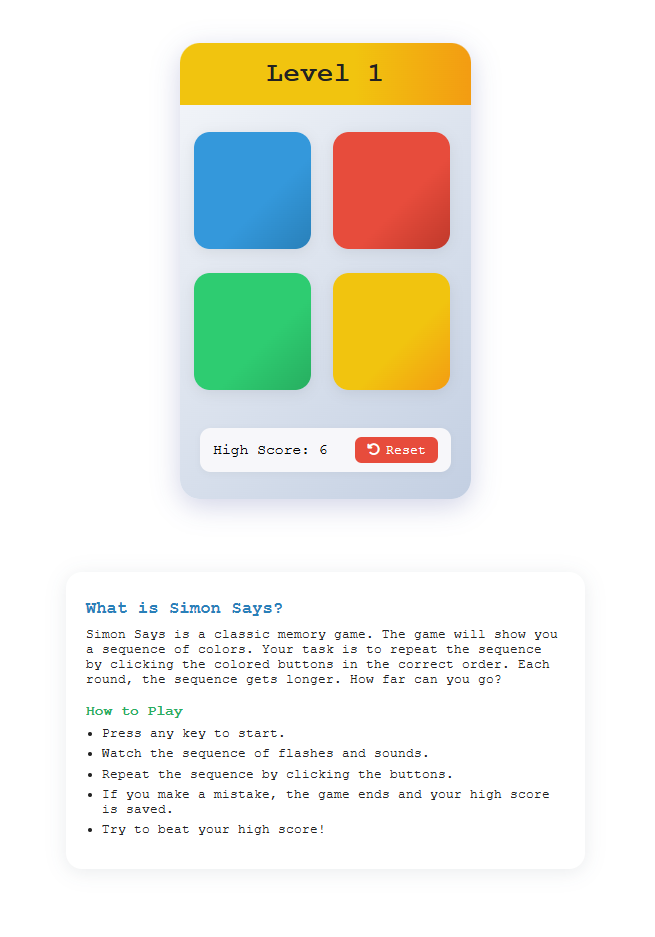 Level 1
High Score: 6
Reset
What is Simon Says?
Simon Says is a classic memory game. The game will show you
a sequence of colors. Your task is to repeat the sequence
by clicking the colored buttons in the correct order. Each
round, the sequence gets longer. How far can you go?
How to Play
• Press any key to start.
• Watch the sequence of flashes and sounds.
• Repeat the sequence by clicking the buttons.
• If you make a mistake, the game ends and your high score
is saved.
• Try to beat your high score!